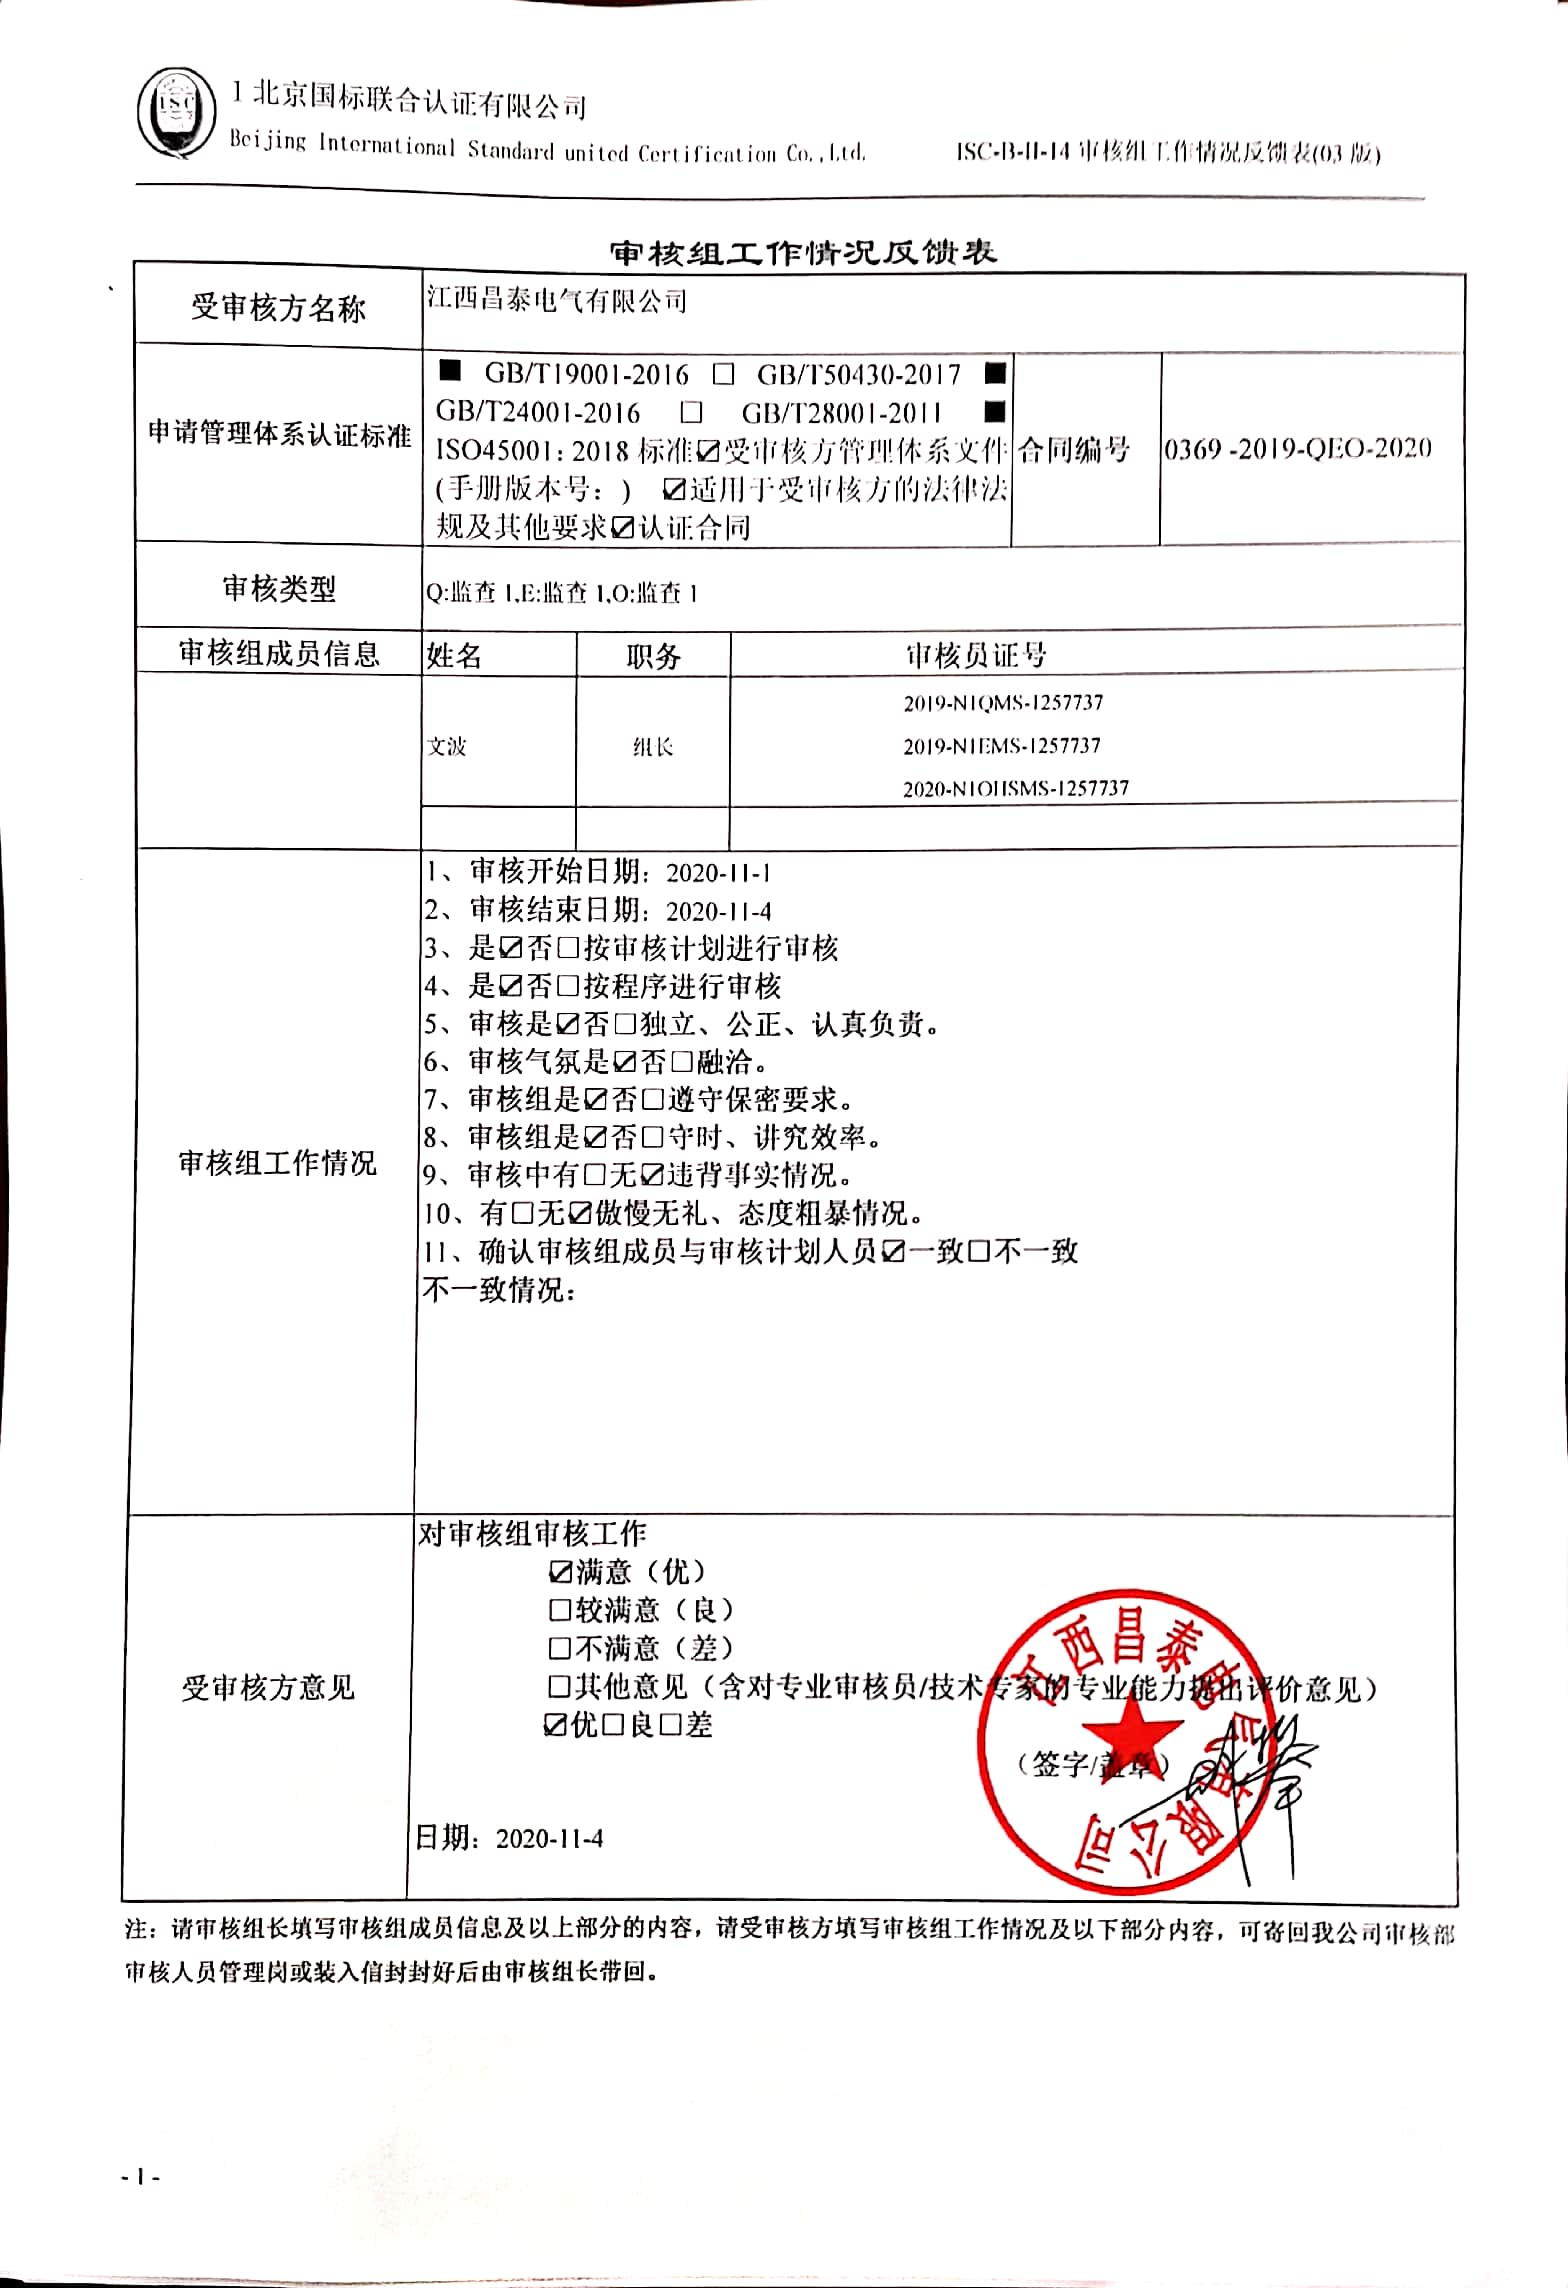 ISC
1 北京国标联合认证有限公司
Beijing International Standard united Certification Co.,Ltd.
ISC-B-II-14 审核组工作情况反馈表(03 版)
审核组工作情况反馈表
受审核方名称
江西昌泰电气有限公司
申请管理体系认证标准
■ GB/T19001-2016 □ GB/T50430-2017 ■
GB/T24001-2016 □ GB/T28001-2011 ■
ISO45001: 2018 标准☑受审核方管理体系文件
(手册版本号: ) ☑适用于受审核方的法律法
规及其他要求☑认证合同
合同编号
0369 -2019-QEO-2020
审核类型
Q:监查 1,E:监查 1,O:监查 1
审核组成员信息
姓名
职务
审核员证号
文波
组长
2019-N1QMS-1257737
2019-N1EMS-1257737
2020-N1OHSMS-1257737
审核组工作情况
1、审核开始日期：2020-11-1
2、审核结束日期：2020-11-4
3、是☑否□按审核计划进行审核
4、是☑否□按程序进行审核
5、审核是☑否□独立、公正、认真负责。
6、审核气氛是☑否□融洽。
7、审核组是☑否□遵守保密要求。
8、审核组是☑否□守时、讲究效率。
9、审核中有□无☑违背事实情况。
10、有□无☑傲慢无礼、态度粗暴情况。
11、确认审核组成员与审核计划人员☑一致□不一致
不一致情况：
受审核方意见
对审核组审核工作
☑满意（优）
□较满意（良）
□不满意（差）
□其他意见（含对专业审核员/技术专家的专业能力提出评价意见）
☑优□良□差
（签字/盖章）
江西昌泰电气有限公司
日期：2020-11-4
注：请审核组长填写审核组成员信息及以上部分的内容，请受审核方填写审核组工作情况及以下部分内容，可寄回我公司审核部
审核人员管理岗或装入信封封好后由审核组长带回。
- 1 -